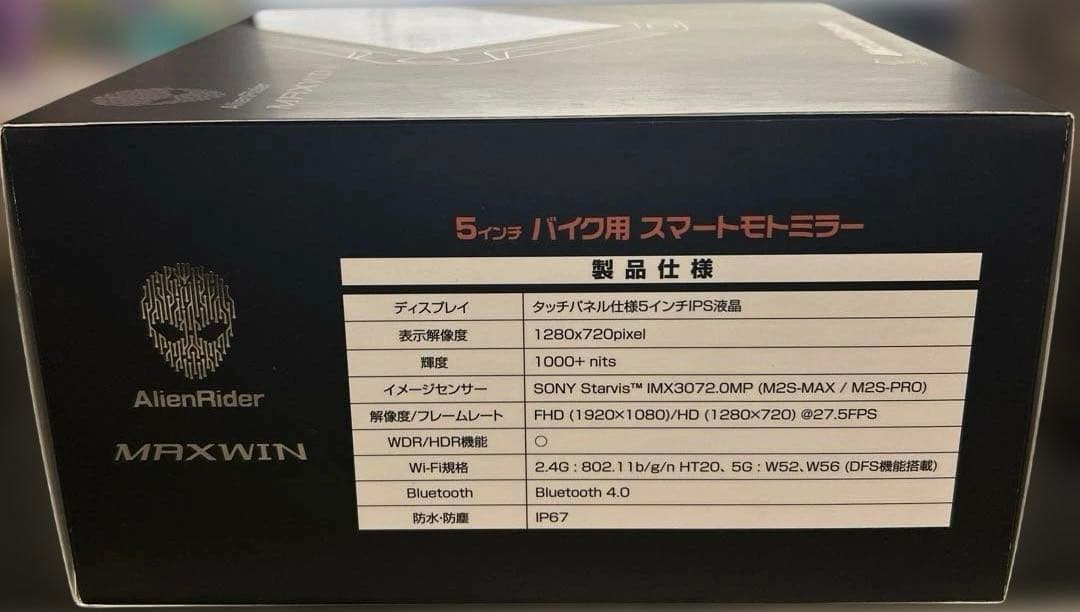 AlienRider
MAXWIN
5インチ バイク用 スマートモトミラー
製品仕様
ディスプレイ タッチパネル仕様5インチIPS液晶
表示解像度 1280x720pixel
輝度 1000+ nits
イメージセンサー SONY Starvis™ IMX3072.0MP (M2S-MAX / M2S-PRO)
解像度/フレームレート FHD (1920×1080)/HD (1280×720) @27.5FPS
WDR/HDR機能 ○
Wi-Fi規格 2.4G : 802.11b/g/n HT20、5G : W52、W56 (DFS機能搭載)
Bluetooth Bluetooth 4.0
防水・防塵 IP67
AlienRider
MAXWIN